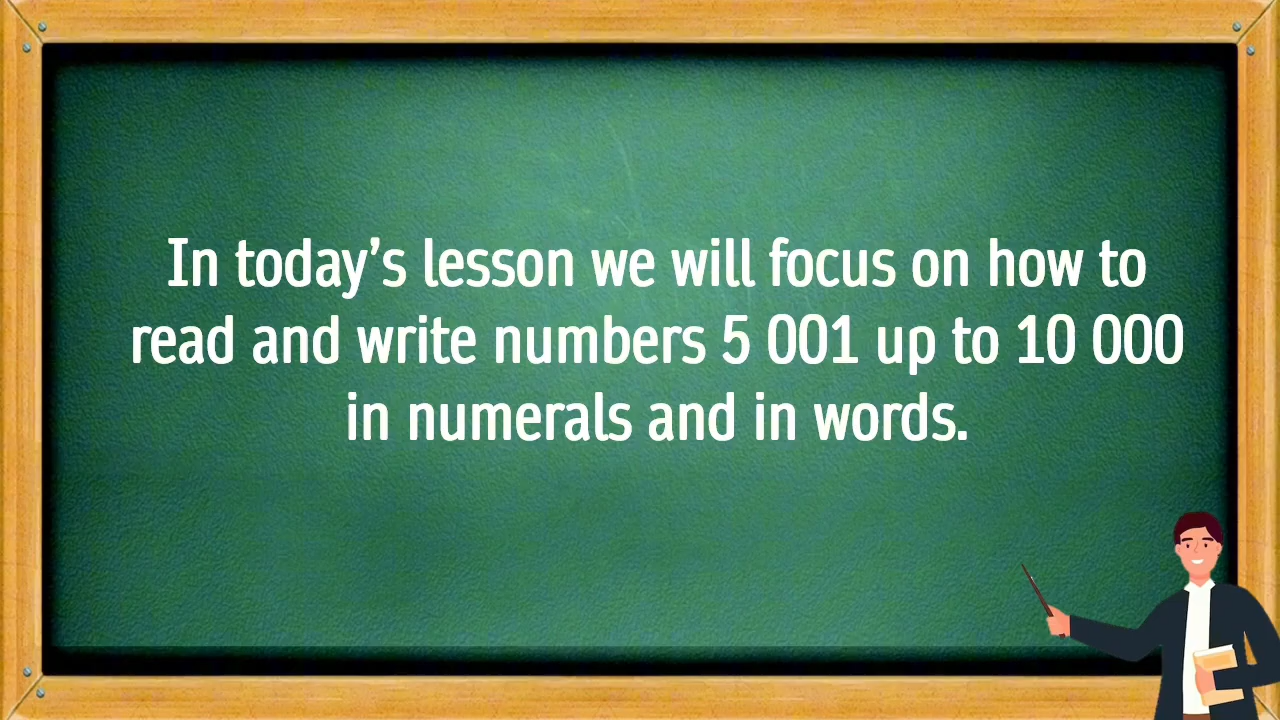 In today’s lesson we will focus on how to
read and write numbers 5 001 up to 10 000
in numerals and in words.